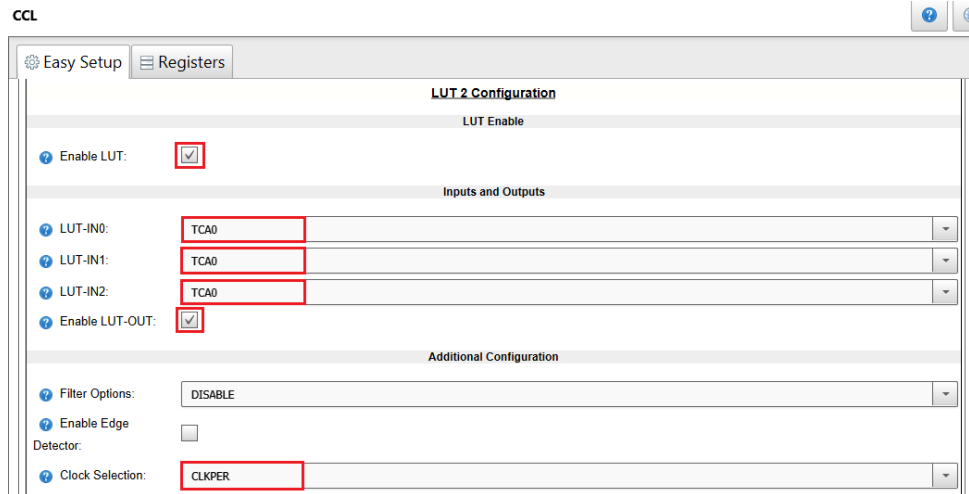 CCL
Easy Setup
Registers
LUT 2 Configuration
LUT Enable
Enable LUT:
Inputs and Outputs
LUT-IN0: TCA0
LUT-IN1: TCA0
LUT-IN2: TCA0
Enable LUT-OUT:
Additional Configuration
Filter Options: DISABLE
Enable Edge
Detector:
Clock Selection: CLKPER